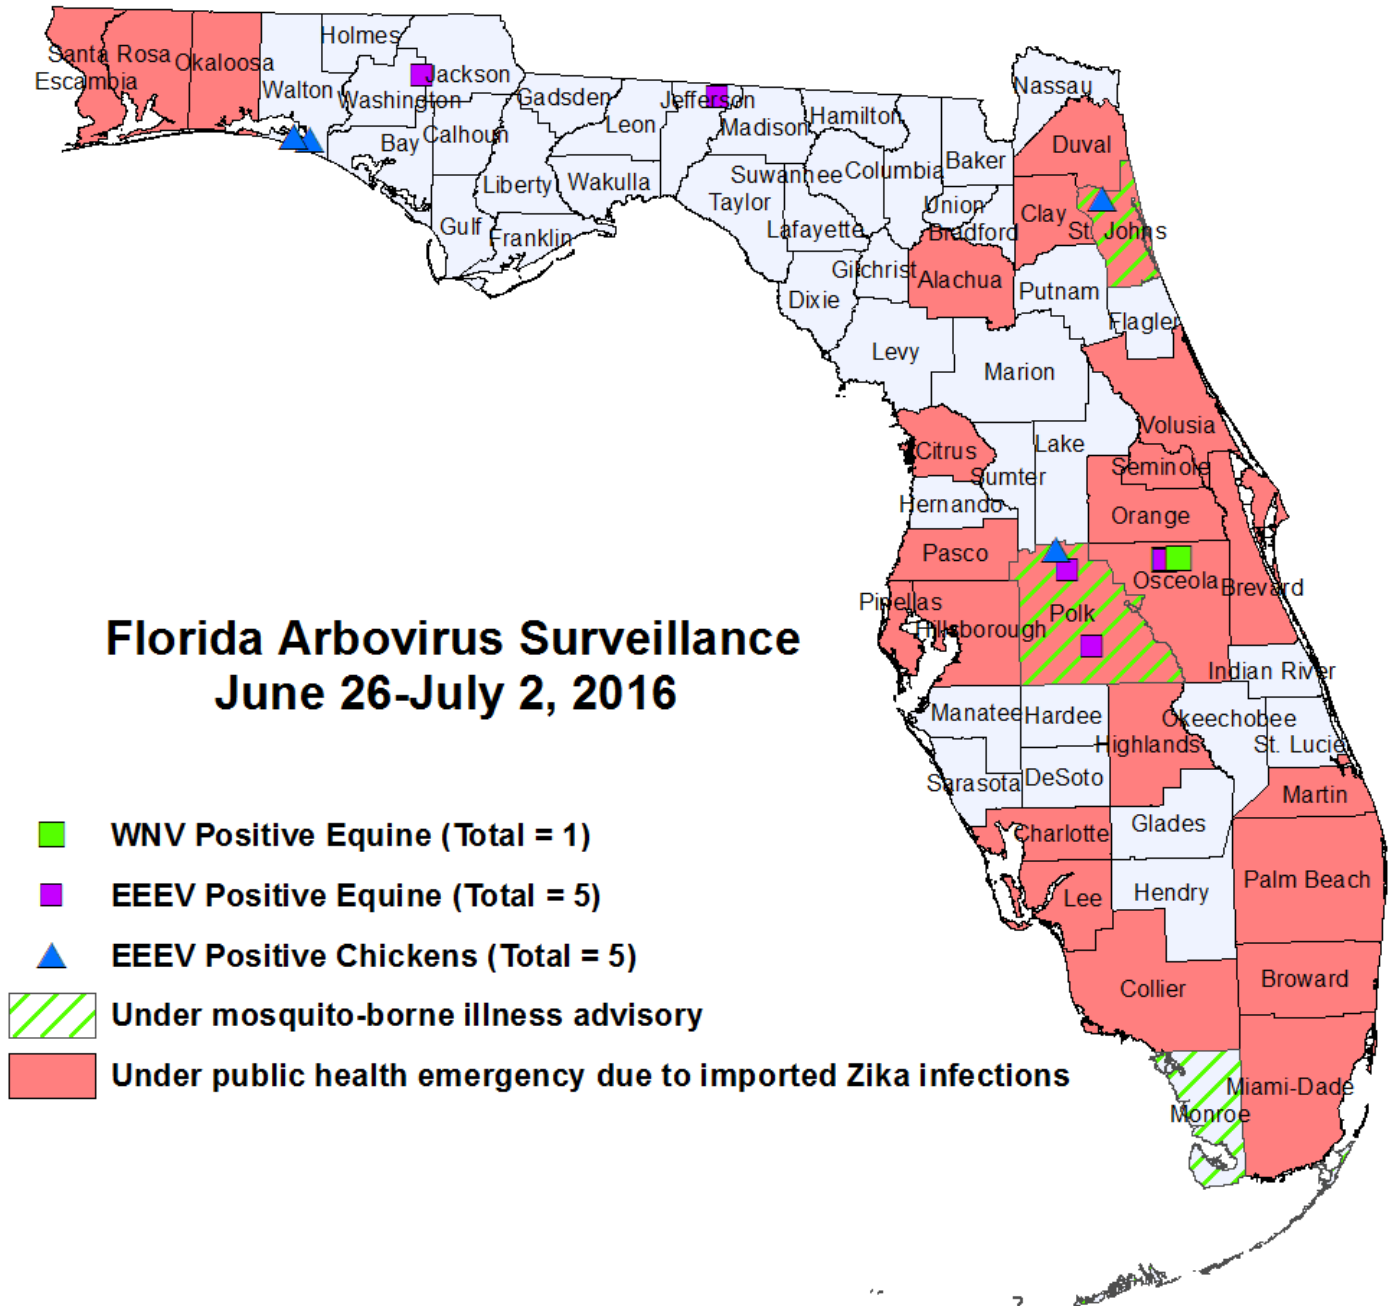 Holmes
Santa Rosa
Okaloosa
Escambia
Walton
Jackson
Washington
Gadsden
Jefferson
Nassau
Leon
Madison
Hamilton
Bay
Calhoun
Duval
Liberty
Wakulla
Suwannee
Columbia
Baker
Taylor
Union
Clay
Gulf
Franklin
Lafayette
Bradford
St. Johns
Gilchrist
Alachua
Dixie
Putnam
Flagler
Levy
Marion
Volusia
Citrus
Lake
Sumter
Seminole
Hernando
Orange
Pasco
Osceola
Brevard
Pinellas
Polk
Hillsborough
Florida Arbovirus Surveillance
June 26-July 2, 2016
Indian River
Manatee
Hardee
Okeechobee
Highlands
St. Lucie
Sarasota
DeSoto
Martin
Charlotte
Glades
WNV Positive Equine (Total = 1)
Palm Beach
Lee
Hendry
EEEV Positive Equine (Total = 5)
EEEV Positive Chickens (Total = 5)
Collier
Broward
Under mosquito-borne illness advisory
Under public health emergency due to imported Zika infections
Miami-Dade
Monroe